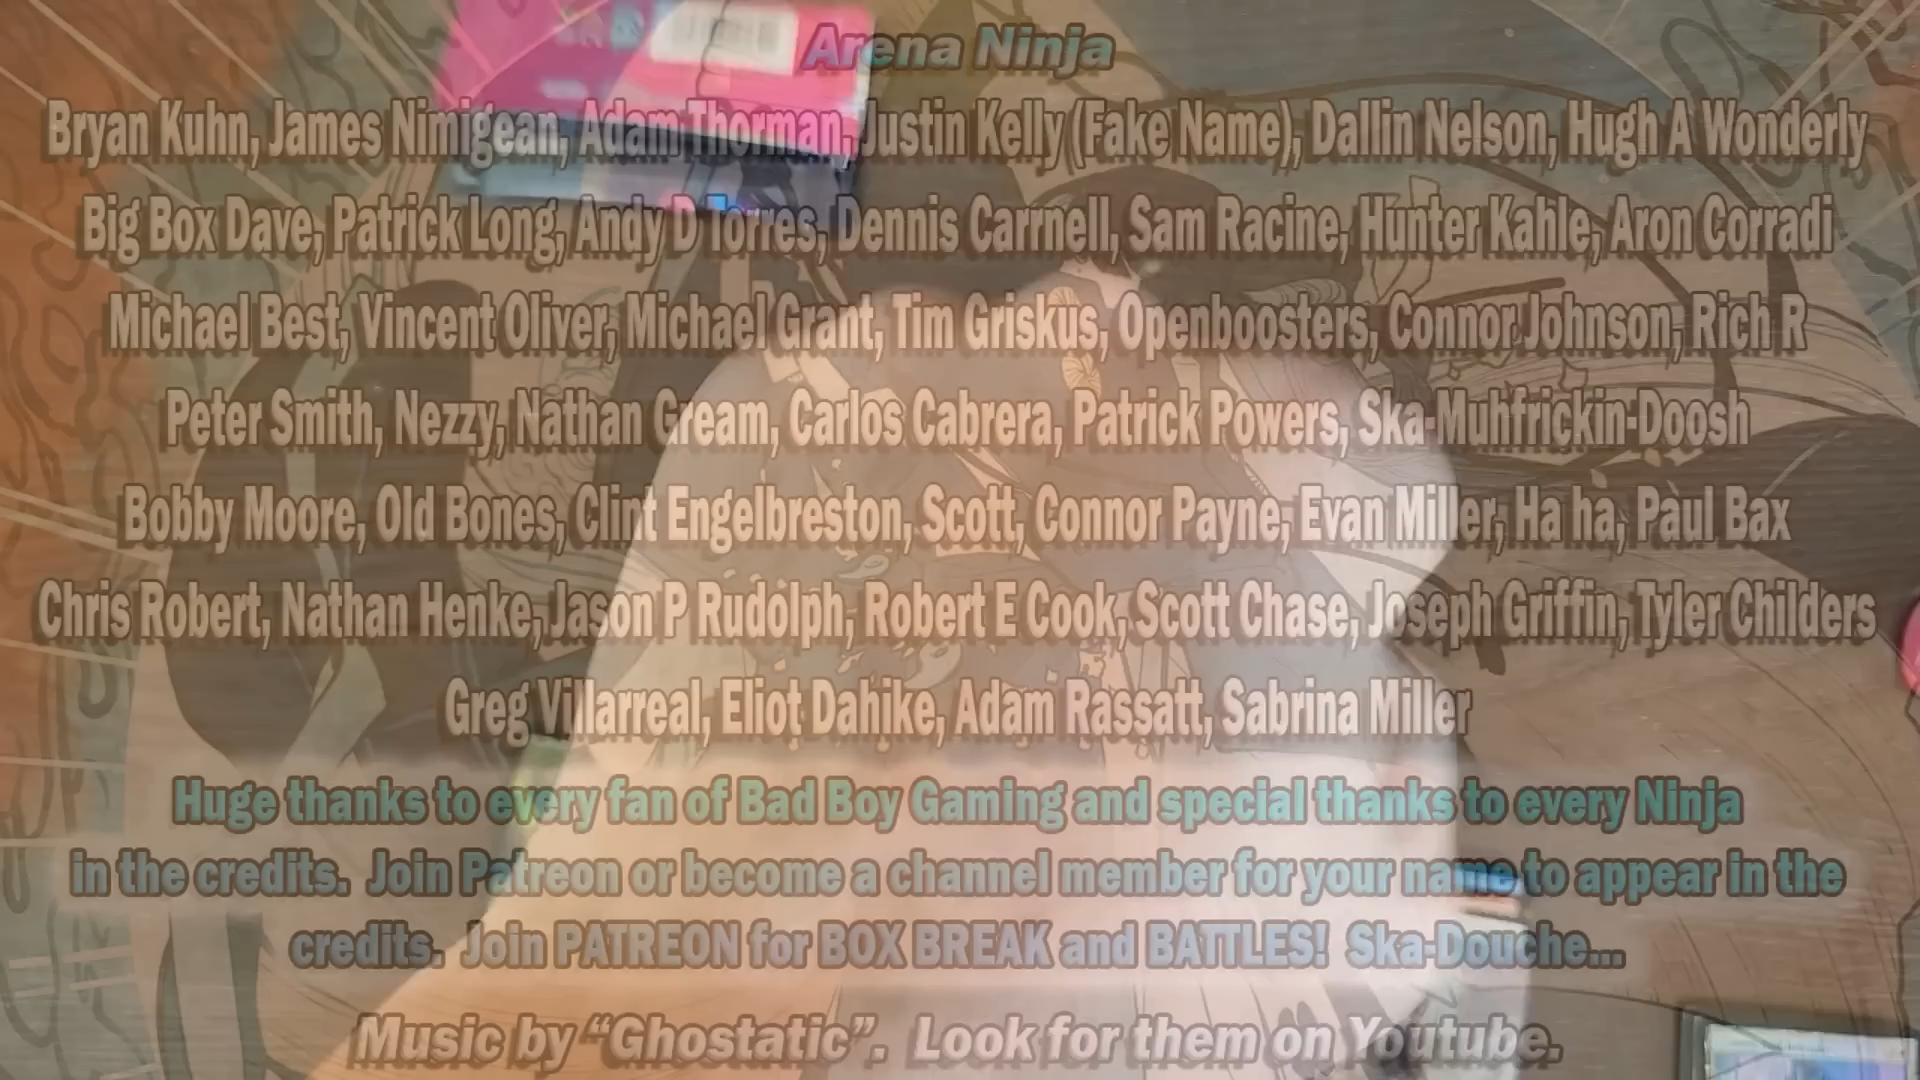 Arena Ninja
Bryan Kuhn, James Nimigean, Adam Thorman, Justin Kelly (Fake Name), Dallin Nelson, Hugh A Wonderly
Big Box Dave, Patrick Long, Andy D Torres, Dennis Carrnell, Sam Racine, Hunter Kahle, Aron Corradi
Michael Best, Vincent Oliver, Michael Grant, Tim Griskus, Openboosters, Connor Johnson, Rich R
Peter Smith, Nezzy, Nathan Gream, Carlos Cabrera, Patrick Powers, Ska-Muhfrickin-Doosh
Bobby Moore, Old Bones, Clint Engelbreston, Scott, Connor Payne, Evan Miller, Ha ha, Paul Bax
Chris Robert, Nathan Henke, Jason P Rudolph, Robert E Cook, Scott Chase, Joseph Griffin, Tyler Childers
Greg Villarreal, Eliot Dahike, Adam Rassatt, Sabrina Miller
Huge thanks to every fan of Bad Boy Gaming and special thanks to every Ninja
in the credits. Join Patreon or become a channel member for your name to appear in the
credits. Join PATREON for BOX BREAK and BATTLES! Ska-Douche...
Music by “Ghostatic”. Look for them on Youtube.